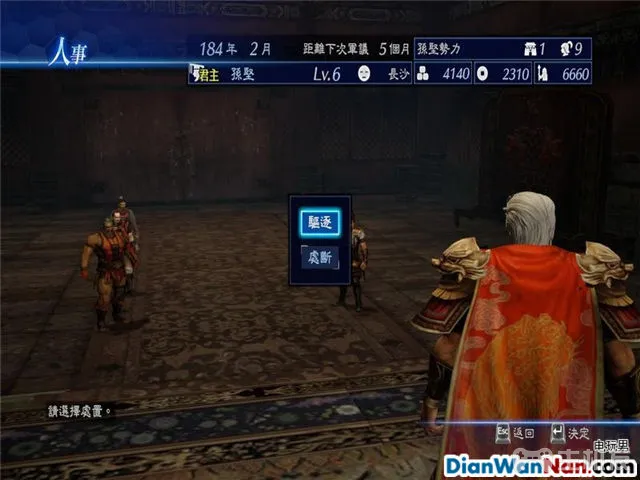 人事
184年 2月 距離下次軍議 5個月 孫堅勢力 1 9
君主 孫堅 Lv.6 長沙 4140 2310 6660
驅逐
處斷
請選擇處置。
Esc 返回 決定
电玩男
DianWanNan.com